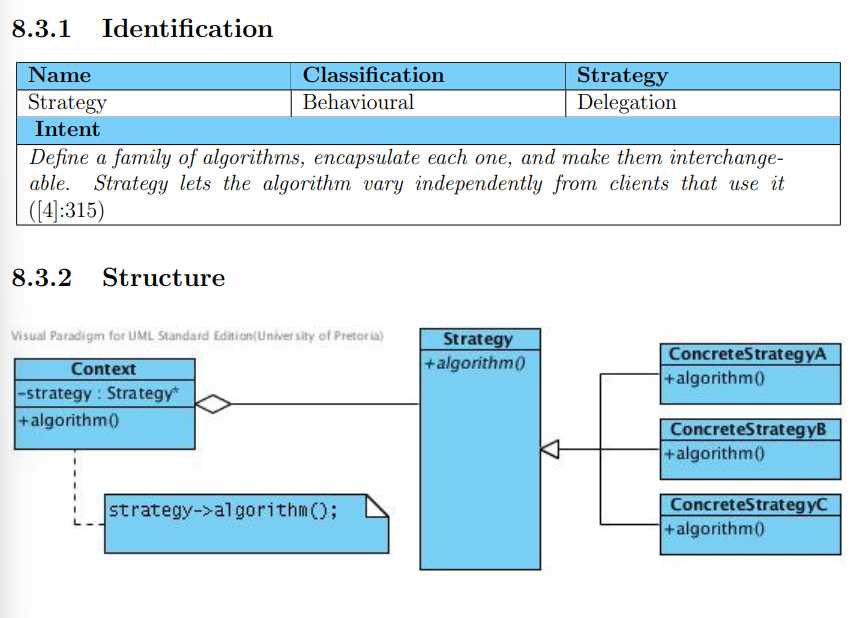 8.3.1 Identification
Name Classification Strategy
Strategy Behavioural Delegation
Intent
Define a family of algorithms, encapsulate each one, and make them interchange-
able. Strategy lets the algorithm vary independently from clients that use it
([4]:315)
8.3.2 Structure
Visual Paradigm for UML Standard Edition(University of Pretoria)
Context
-strategy : Strategy*
+algorithm()
strategy->algorithm();
Strategy
+algorithm()
ConcreteStrategyA
+algorithm()
ConcreteStrategyB
+algorithm()
ConcreteStrategyC
+algorithm()